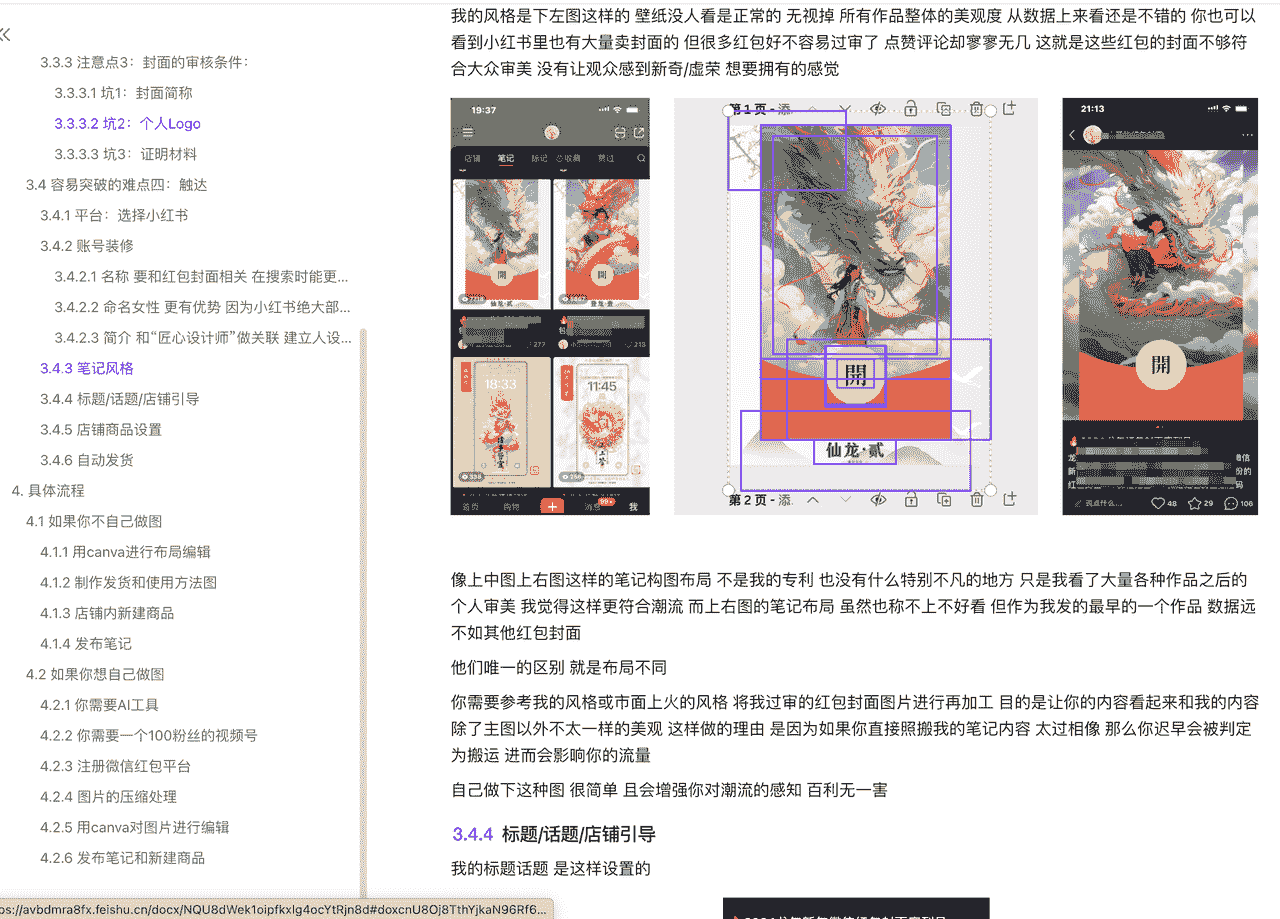 3.3.3 注意点3：封面的审核条件：
3.3.3.1 坑1：封面简称
3.3.3.2 坑2：个人Logo
3.3.3.3 坑3：证明材料
3.4 容易突破的难点四：触达
3.4.1 平台：选择小红书
3.4.2 账号装修
3.4.2.1 名称 要和红包封面相关 在搜索时能更...
3.4.2.2 命名女性 更有优势 因为小红书绝大部...
3.4.2.3 简介 和“匠心设计师”做关联 建立人设...
3.4.3 笔记风格
3.4.4 标题/话题/店铺引导
3.4.5 店铺商品设置
3.4.6 自动发货
4. 具体流程
4.1 如果你不自己做图
4.1.1 用canva进行布局编辑
4.1.2 制作发货和使用方法图
4.1.3 店铺内新建商品
4.1.4 发布笔记
4.2 如果你想自己做图
4.2.1 你需要AI工具
4.2.2 你需要一个100粉丝的视频号
4.2.3 注册微信红包平台
4.2.4 图片的压缩处理
4.2.5 用canva对图片进行编辑
4.2.6 发布笔记和新建商品
ps://avbdmra8fx.feishu.cn/docx/NQU8dWek1oipfkxIg4ocYtRjn8d#doxcnU8Oj8TthYjkaN96Rf6...
我的风格是下左图这样的 壁纸没人看是正常的 无视掉 所有作品整体的美观度 从数据上来看还是不错的 你也可以
看到小红书里也有大量卖封面的 但很多红包好不容易过审了 点赞评论却寥寥无几 这就是这些红包的封面不够符
合大众审美 没有让观众感到新奇/虚荣 想要拥有的感觉
19:37
店铺 笔记 收藏 赞过
開
開
仙龙·贰
277
213
18:33
11:45
338
首页 购物 消息 99+ 我
第 1 页 - 添.
開
仙龙·贰
第 2 页 - 添.
21:13
開
说点什么...
48
29
106
像上中图上右图这样的笔记构图布局 不是我的专利 也没有什么特别不凡的地方 只是我看了大量各种作品之后的
个人审美 我觉得这样更符合潮流 而上右图的笔记布局 虽然也称不上不好看 但作为我发的最早的一个作品 数据远
不如其他红包封面
他们唯一的区别 就是布局不同
你需要参考我的风格或市面上火的风格 将我过审的红包封面图片进行再加工 目的是让你的内容看起来和我的内容
除了主图以外不太一样的美观 这样做的理由 是因为如果你直接照搬我的笔记内容 太过相像 那么你迟早会被判定
为搬运 进而会影响你的流量
自己做下这种图 很简单 且会增强你对潮流的感知 百利无一害
3.4.4 标题/话题/店铺引导
我的标题话题 是这样设置的